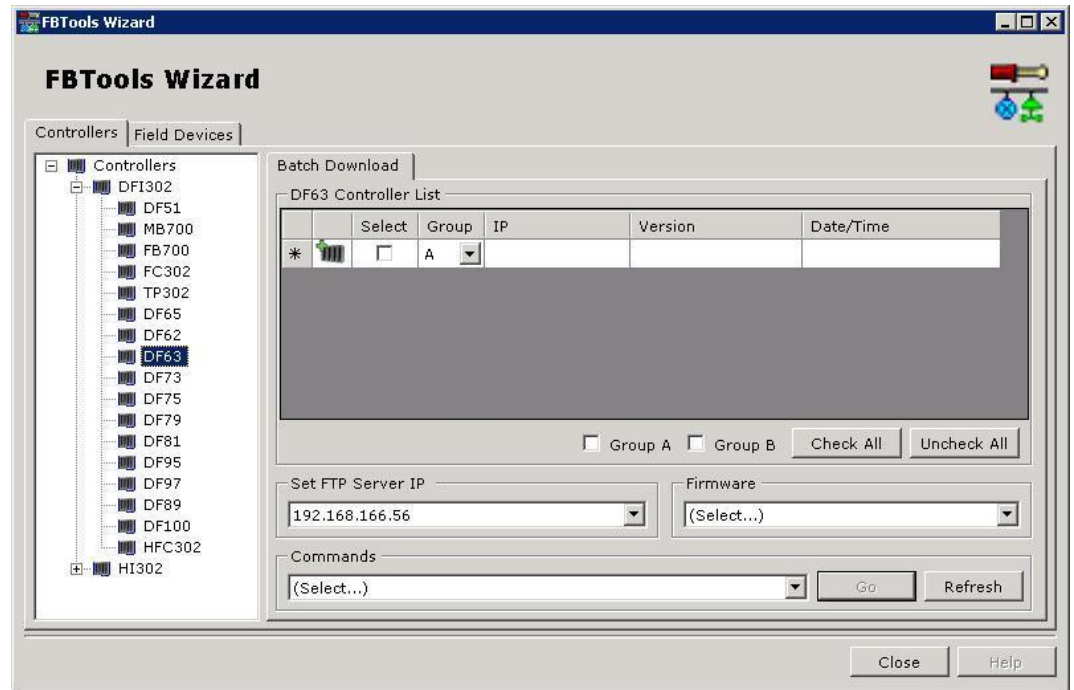 FBTools Wizard
FBTools Wizard
Controllers Field Devices
Controllers
DFI302
DF51
MB700
FB700
FC302
TP302
DF65
DF62
DF63
DF73
DF75
DF79
DF81
DF95
DF97
DF89
DF100
HFC302
HI302
Batch Download
DF63 Controller List
Select Group IP Version Date/Time
* A
Group A Group B Check All Uncheck All
Set FTP Server IP
192.168.166.56
Firmware
(Select...)
Commands
(Select...) Go Refresh
Close Help